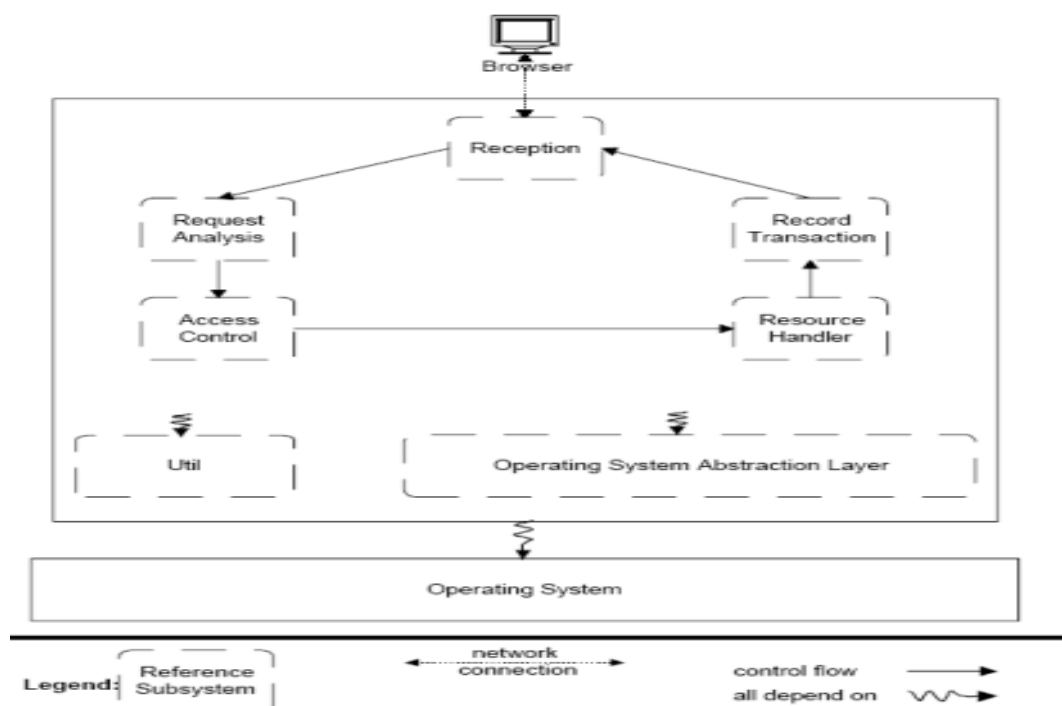 Browser
Reception
Request
Analysis
Record
Transaction
Access
Control
Resource
Handler
Util
Operating System Abstraction Layer
Operating System
Legend:
Reference
Subsystem
network
connection
control flow
all depend on